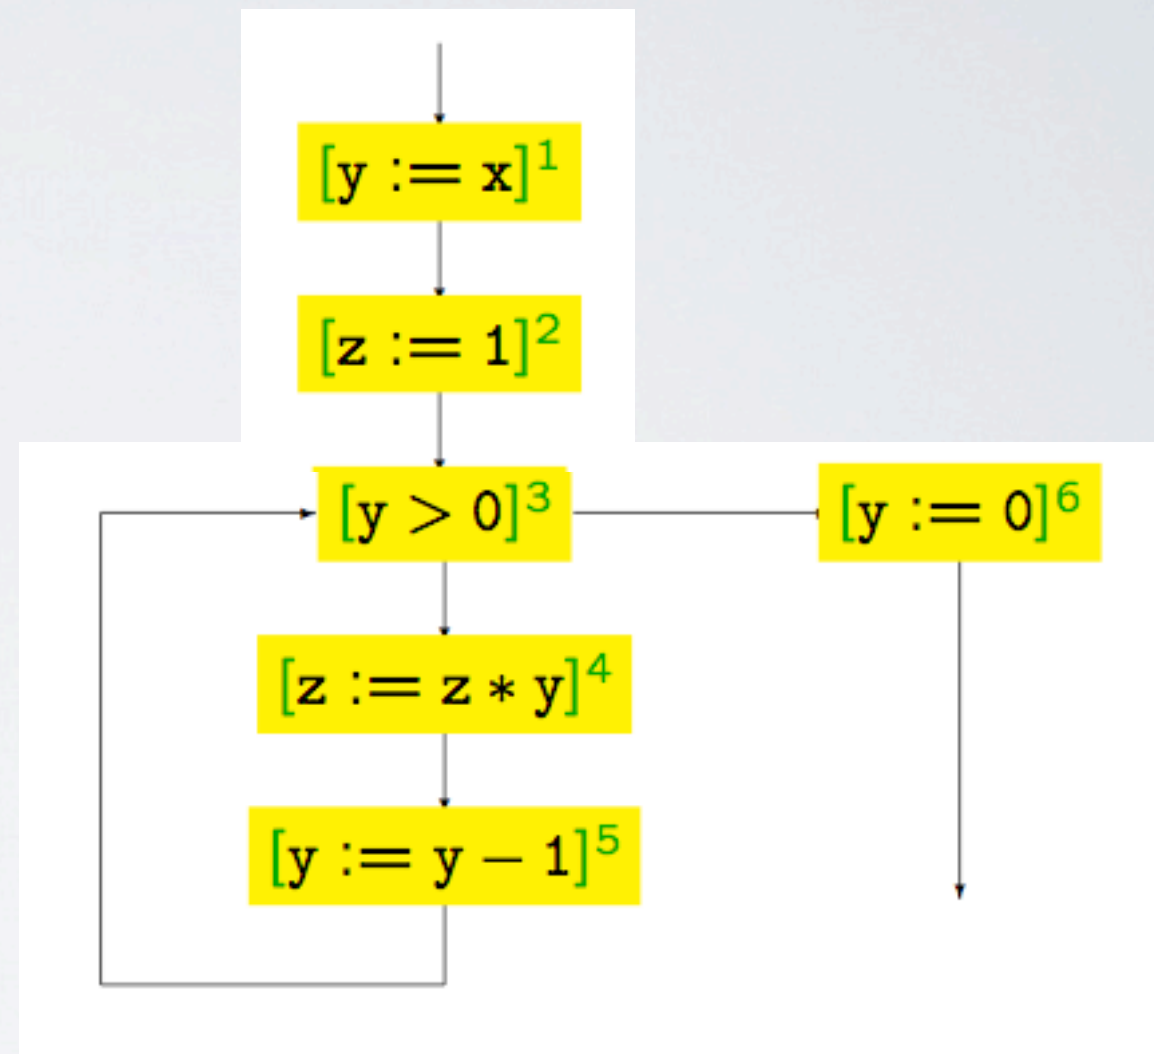 [y := x]¹
[z := 1]²
[y > 0]³
[y := 0]⁶
[z := z * y]⁴
[y := y − 1]⁵